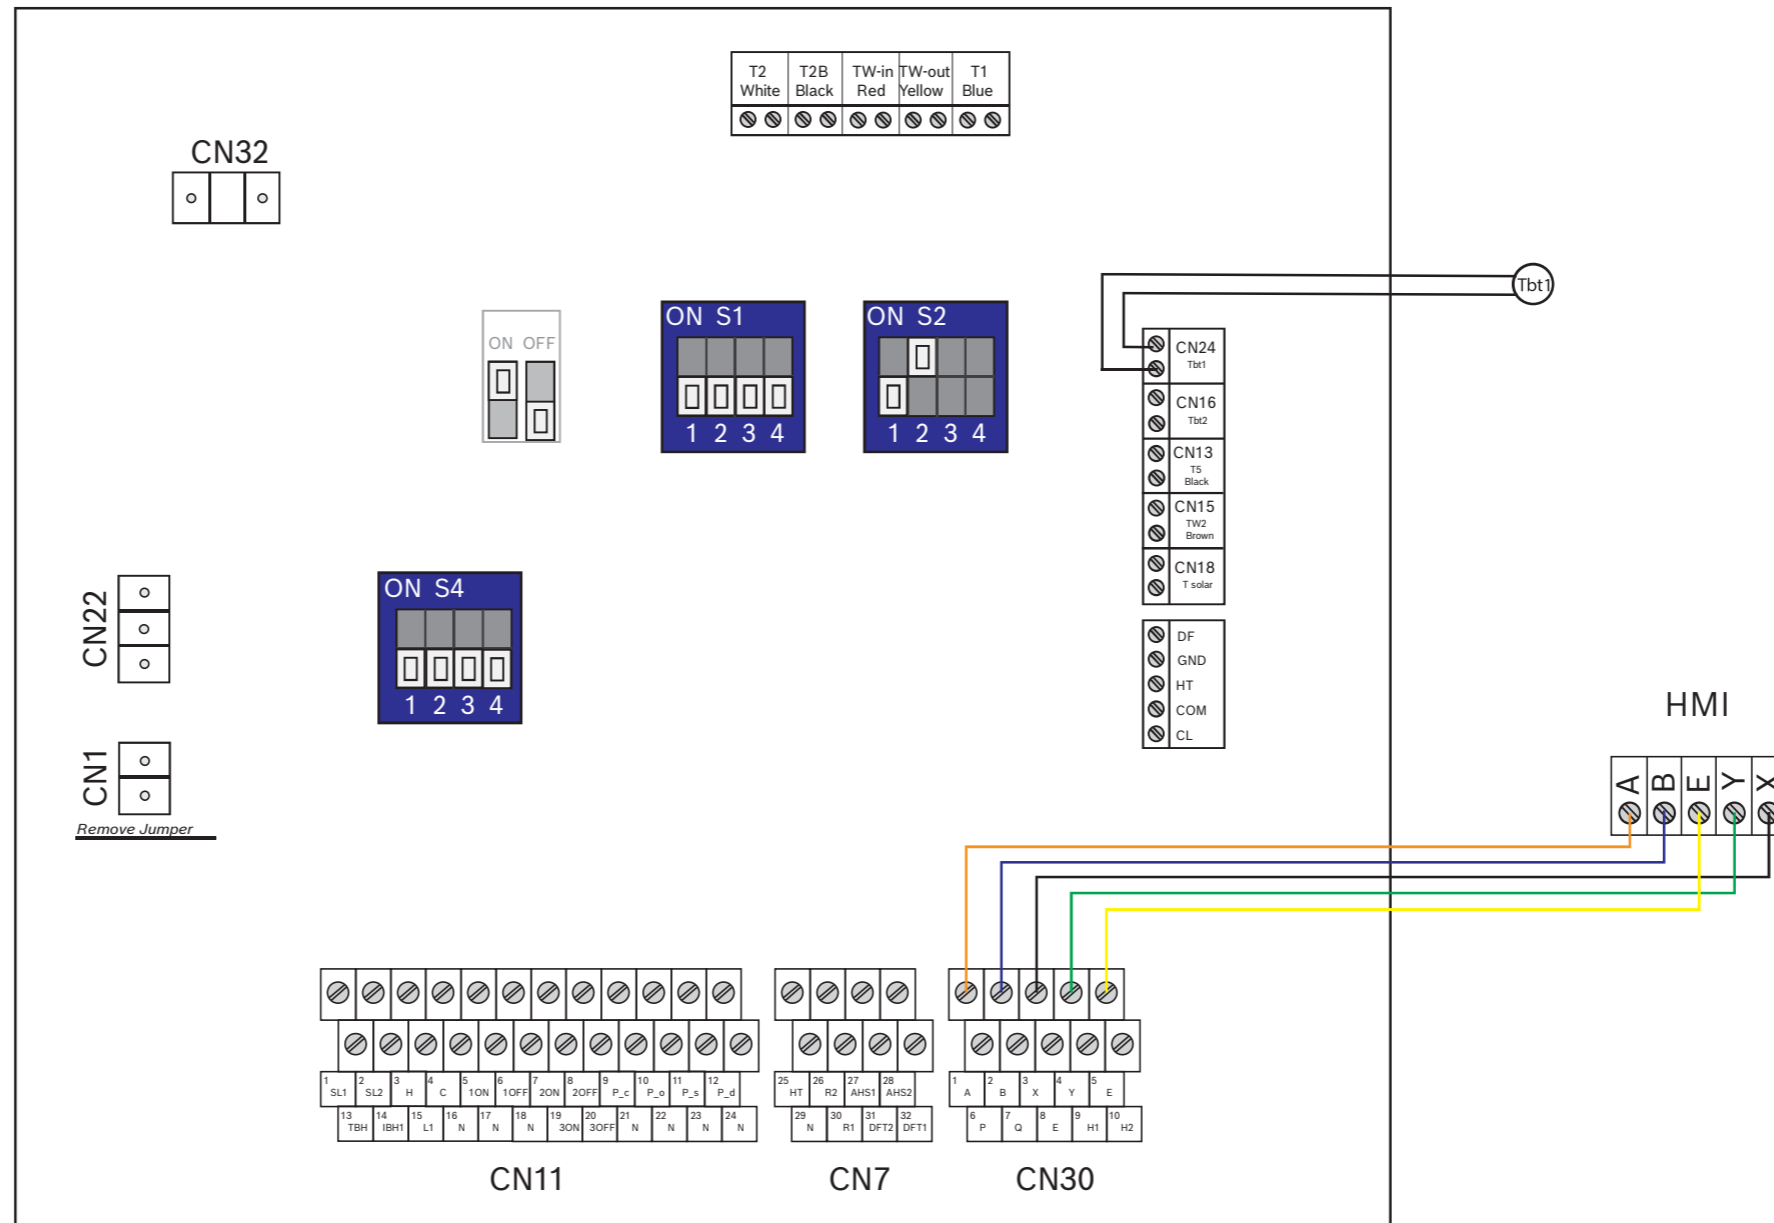 T2 T2B TW-in TW-out T1
White Black Red Yellow Blue
CN32
Tbt1
ON OFF
ON S1
1 2 3 4
ON S2
1 2 3 4
CN24
Tbt1
CN16
Tbt2
CN13
T5
Black
CN15
TW2
Brown
CN18
T solar
CN22
ON S4
1 2 3 4
DF
GND
HT
COM
CL
CN1
Remove Jumper
HMI
A B E Y X
1 2 3 4 5 6 7 8 9 10 11 12
SL1 SL2 H C 1ON 1OFF 2ON 2OFF P_c P_o P_s P_d
13 14 15 16 17 18 19 20 21 22 23 24
TBH IBH1 L1 N N N 3ON 3OFF N N N N
CN11
25 26 27 28
HT R2 AHS1 AHS2
29 30 31 32
N R1 DFT2 DFT1
CN7
1 2 3 4 5
A B X Y E
6 7 8 9 10
P Q E H1 H2
CN30